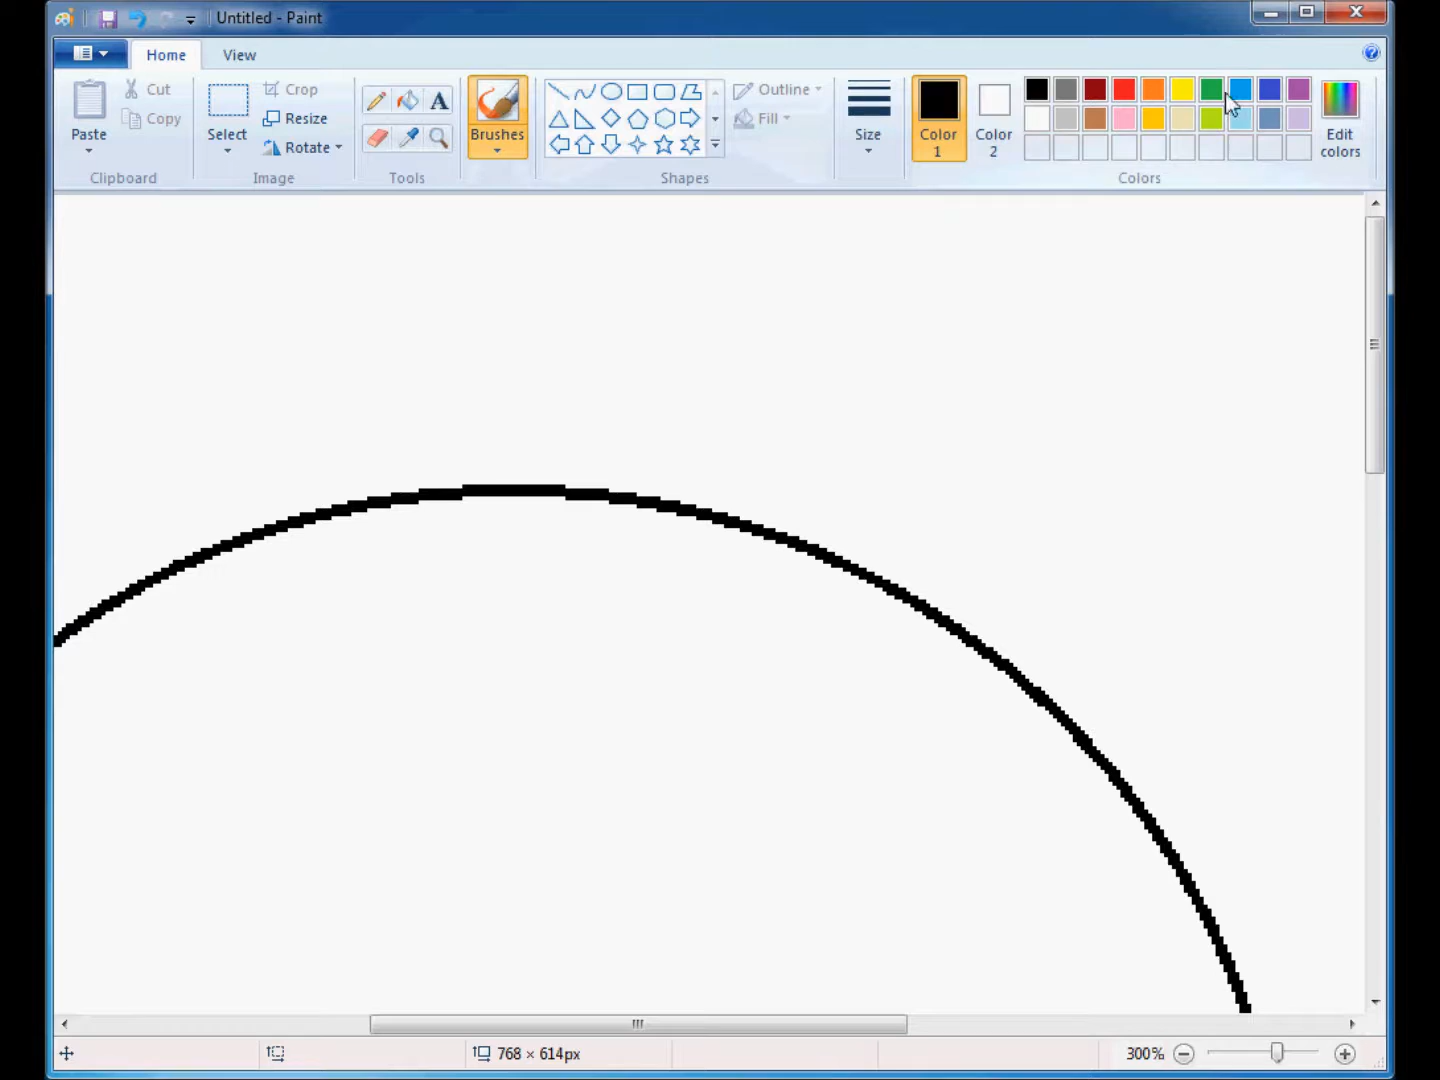 Untitled - Paint
Home View
Paste
Cut
Copy
Clipboard
Select
Crop
Resize
Rotate
Image
A
Tools
Brushes
Shapes
Outline
Fill
Size
Color 1
Color 2
Edit colors
Colors
768 × 614px
300%